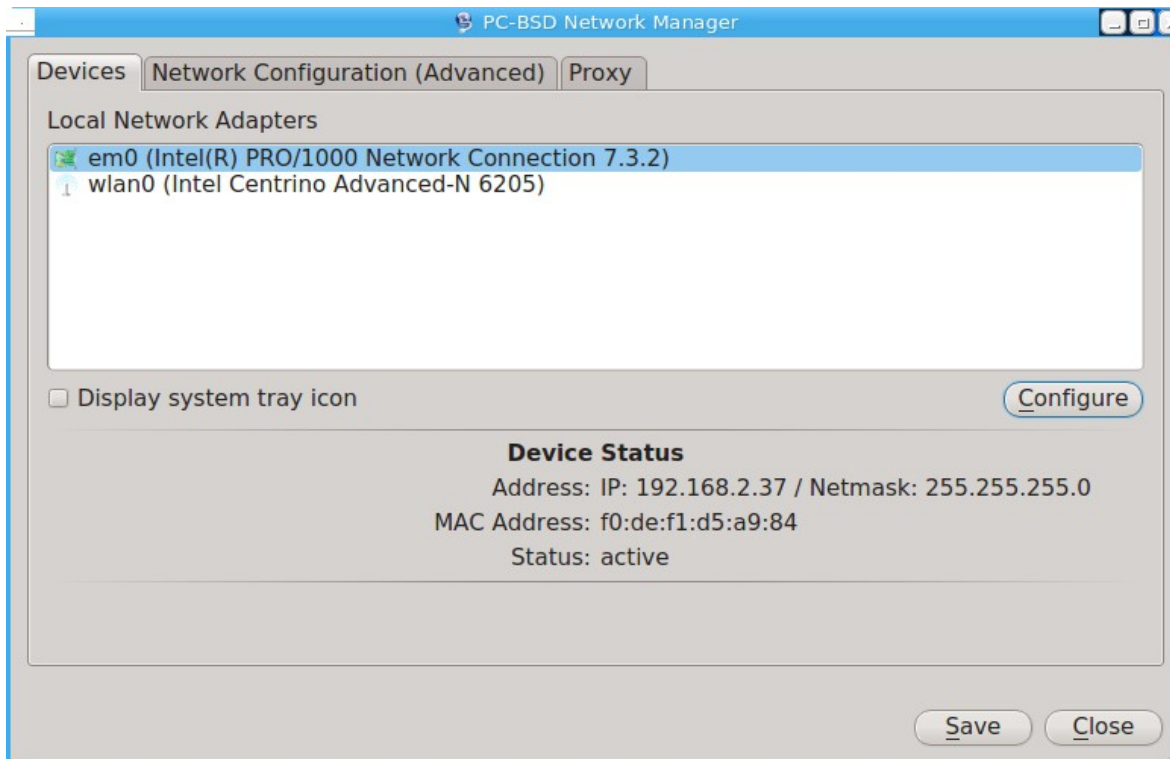 PC-BSD Network Manager
Devices Network Configuration (Advanced) Proxy
Local Network Adapters
em0 (Intel(R) PRO/1000 Network Connection 7.3.2)
wlan0 (Intel Centrino Advanced-N 6205)
Display system tray icon Configure
Device Status
Address: IP: 192.168.2.37 / Netmask: 255.255.255.0
MAC Address: f0:de:f1:d5:a9:84
Status: active
Save Close